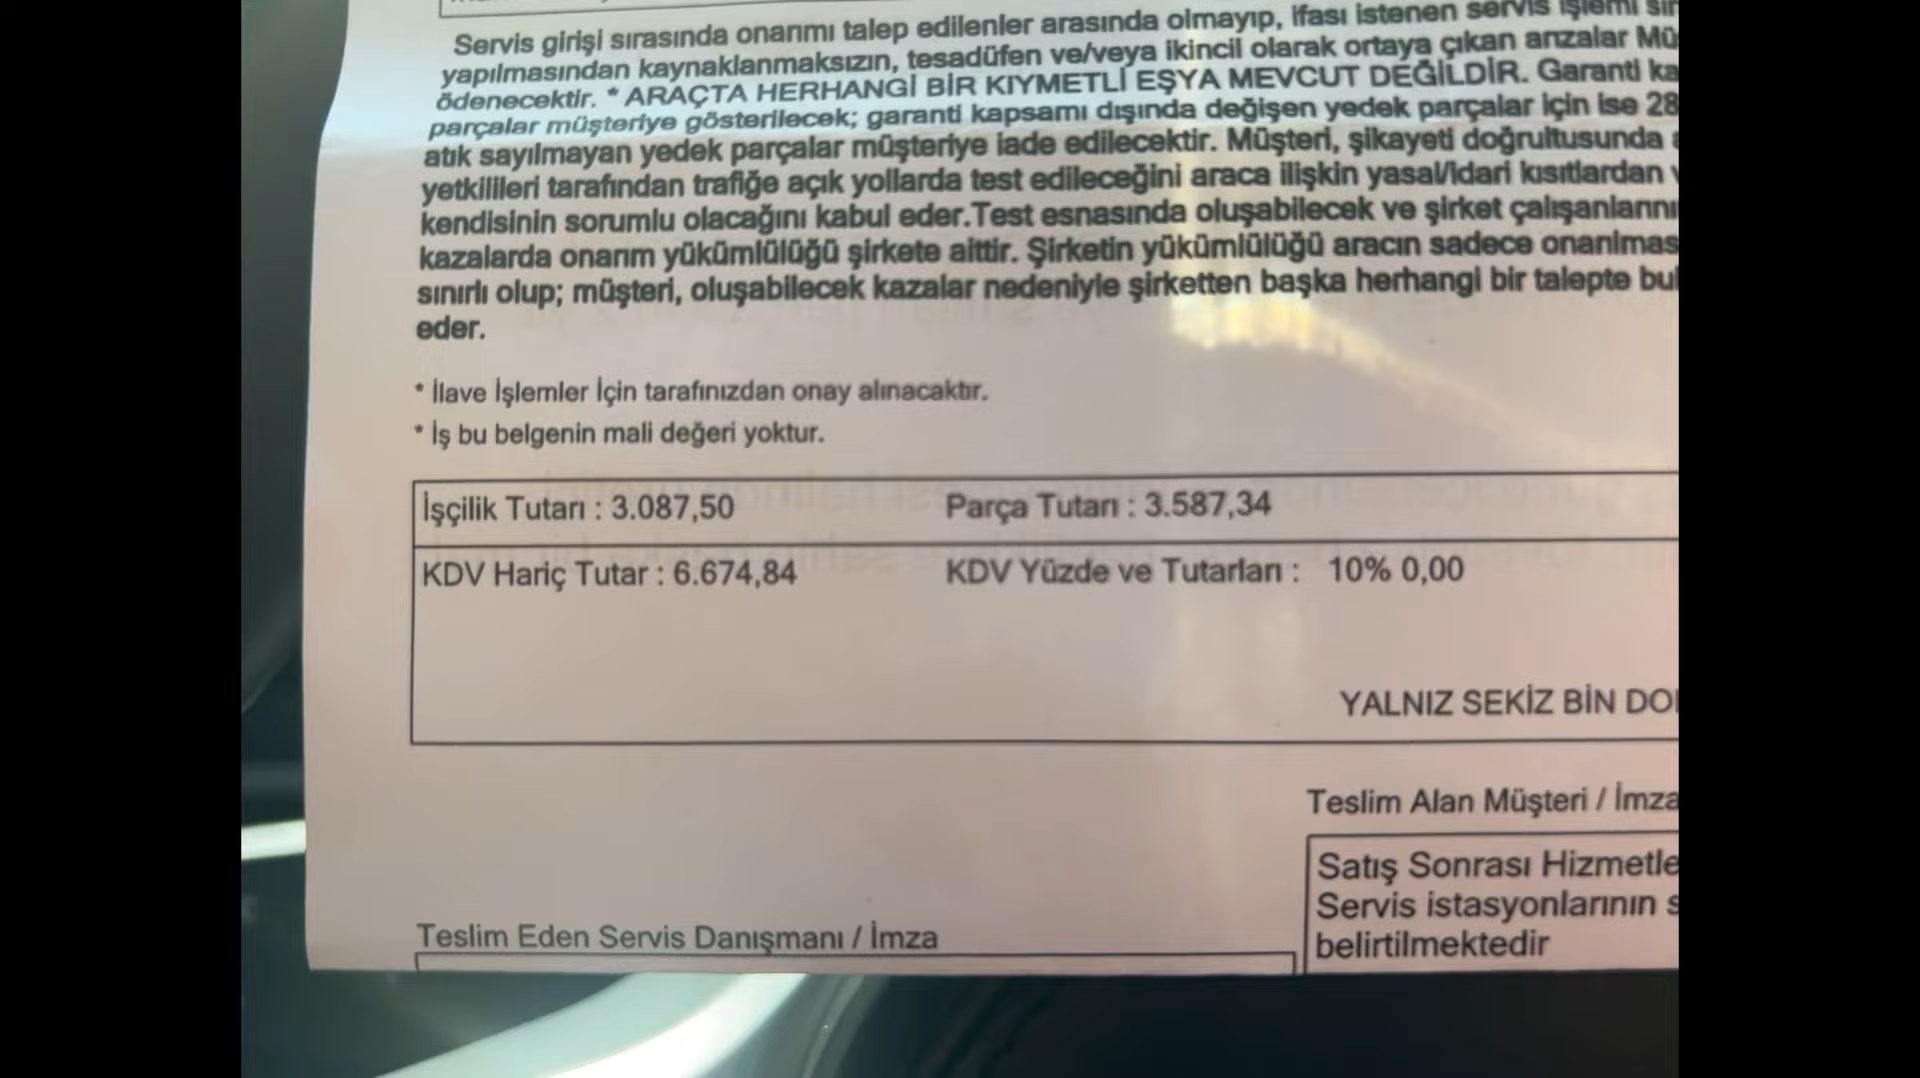 Servis girişi sırasında onarımı talep edilenler arasında olmayıp, ifası istenen servis işlemi
yapılmasından kaynaklanmaksızın, tesadüfen ve/veya ikincil olarak ortaya çıkan arızalar Mü
ödenecektir. * ARAÇTA HERHANGİ BİR KIYMETLİ EŞYA MEVCUT DEĞİLDİR. Garanti ka
parçalar müşteriye gösterilecek; garanti kapsamı dışında değişen yedek parçalar için ise 28
atık sayılmayan yedek parçalar müşteriye iade edilecektir. Müşteri, şikayeti doğrultusunda
yetkilileri tarafından trafiğe açık yollarda test edileceğini araca ilişkin yasal/idari kısıtlardan
kendisinin sorumlu olacağını kabul eder.Test esnasında oluşabilecek ve şirket çalışanlarını
kazalarda onarım yükümlülüğü şirkete aittir. Şirketin yükümlülüğü aracın sadece onarılmas
sınırlı olup; müşteri, oluşabilecek kazalar nedeniyle şirketten başka herhangi bir talepte bul
eder.
* İlave İşlemler İçin tarafınızdan onay alınacaktır.
* İş bu belgenin mali değeri yoktur.
İşçilik Tutarı : 3.087,50 Parça Tutarı : 3.587,34
KDV Hariç Tutar : 6.674,84 KDV Yüzde ve Tutarları : 10% 0,00
YALNIZ SEKİZ BİN DO
Teslim Alan Müşteri / İmza
Satış Sonrası Hizmetle
Servis istasyonlarının s
belirtilmektedir
Teslim Eden Servis Danışmanı / İmza